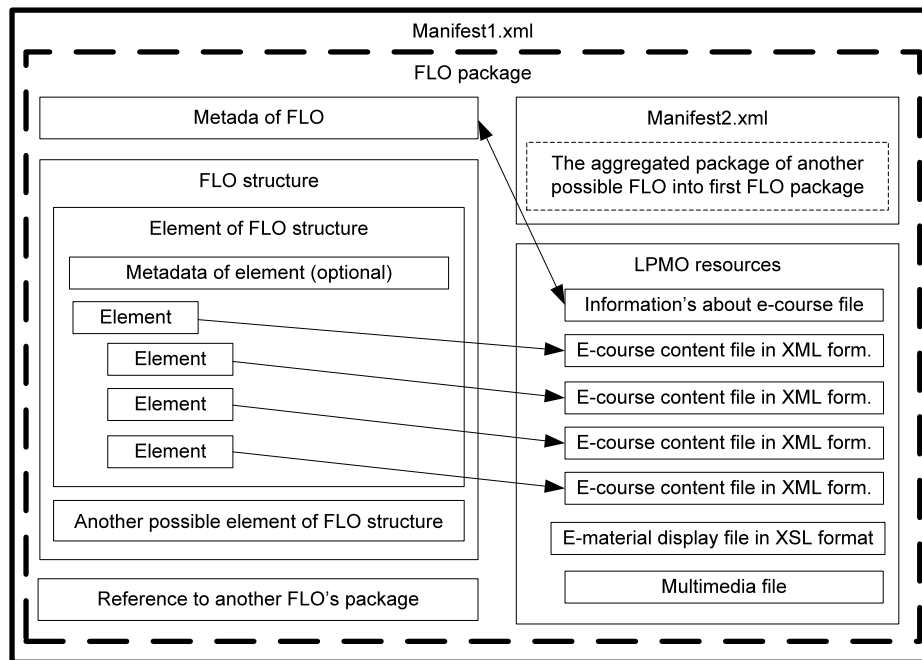 Manifest1.xml
FLO package
Metada of FLO
FLO structure
Element of FLO structure
Metadata of element (optional)
Element
Element
Element
Element
Another possible element of FLO structure
Reference to another FLO's package
Manifest2.xml
The aggregated package of another
possible FLO into first FLO package
LPMO resources
Information's about e-course file
E-course content file in XML form.
E-course content file in XML form.
E-course content file in XML form.
E-course content file in XML form.
E-material display file in XSL format
Multimedia file